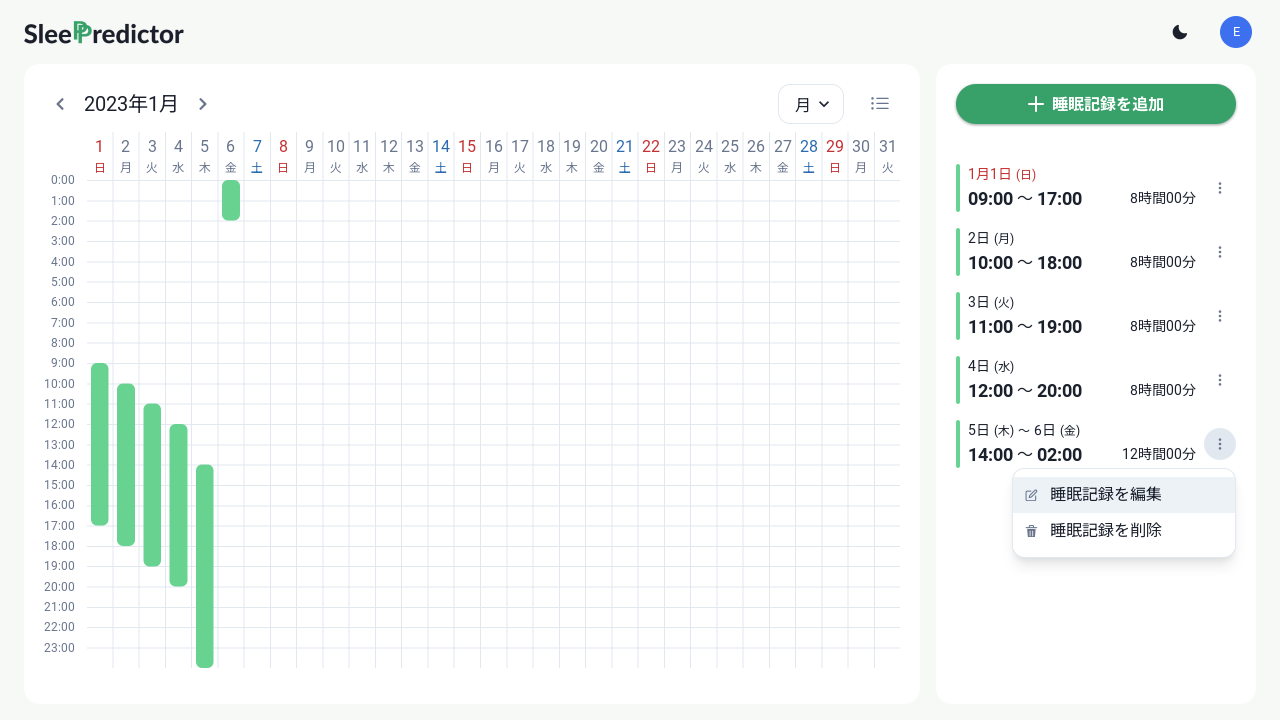 SleePredictor
E
2023年1月
月
1 2 3 4 5 6 7 8 9 10 11 12 13 14 15 16 17 18 19 20 21 22 23 24 25 26 27 28 29 30 31
日 月 火 水 木 金 土 日 月 火 水 木 金 土 日 月 火 水 木 金 土 日 月 火 水 木 金 土 日 月 火
0:00
1:00
2:00
3:00
4:00
5:00
6:00
7:00
8:00
9:00
10:00
11:00
12:00
13:00
14:00
15:00
16:00
17:00
18:00
19:00
20:00
21:00
22:00
23:00
睡眠記録を追加
1月1日 (日)
09:00 〜 17:00 8時間00分
2日 (月)
10:00 〜 18:00 8時間00分
3日 (火)
11:00 〜 19:00 8時間00分
4日 (水)
12:00 〜 20:00 8時間00分
5日 (木) 〜 6日 (金)
14:00 〜 02:00 12時間00分
睡眠記録を編集
睡眠記録を削除